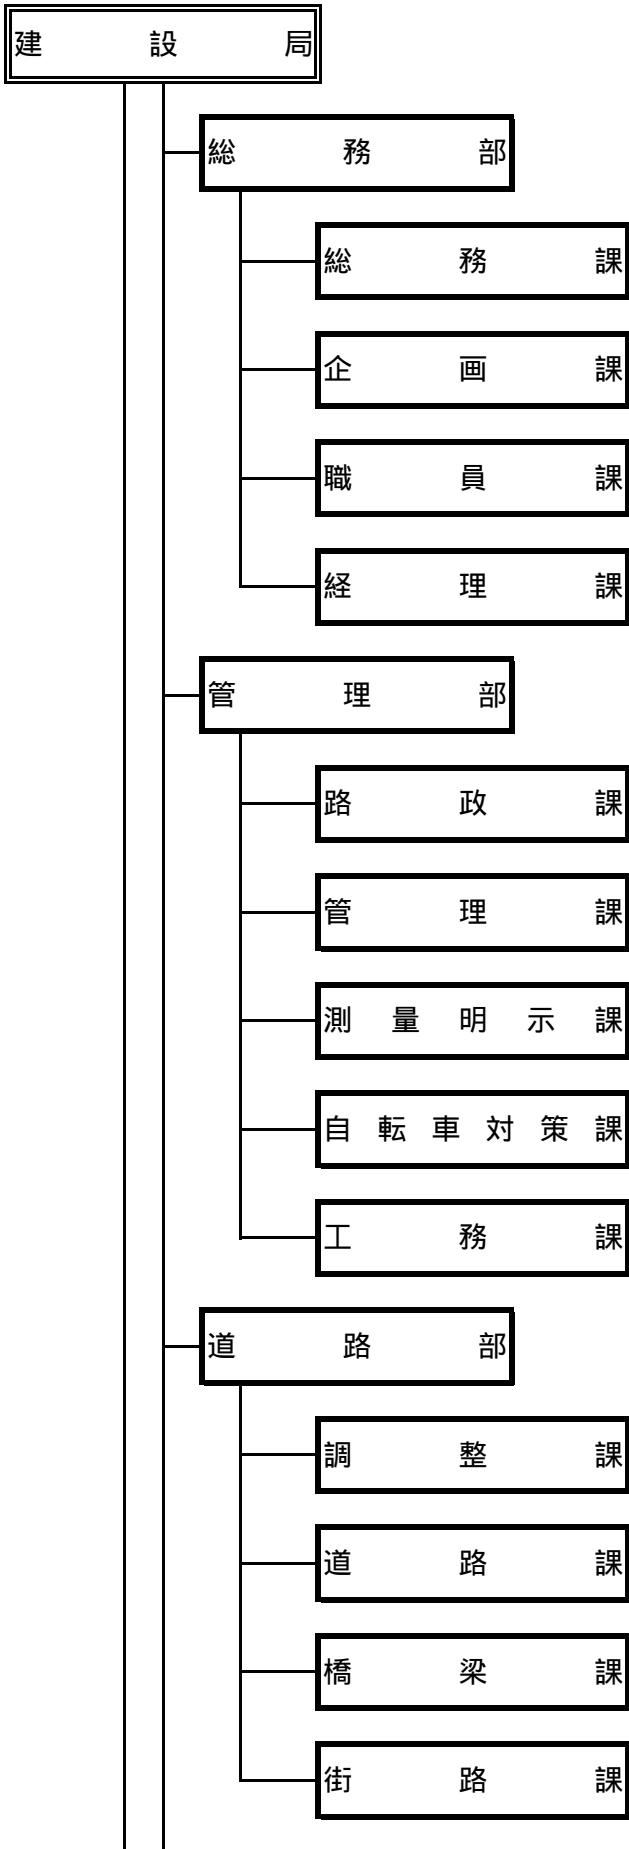 建設局
総務部
総務課
企画課
職員課
経理課
管理部
路政課
管理課
測量明示課
自転車対策課
工務課
道路部
調整課
道路課
橋梁課
街路課